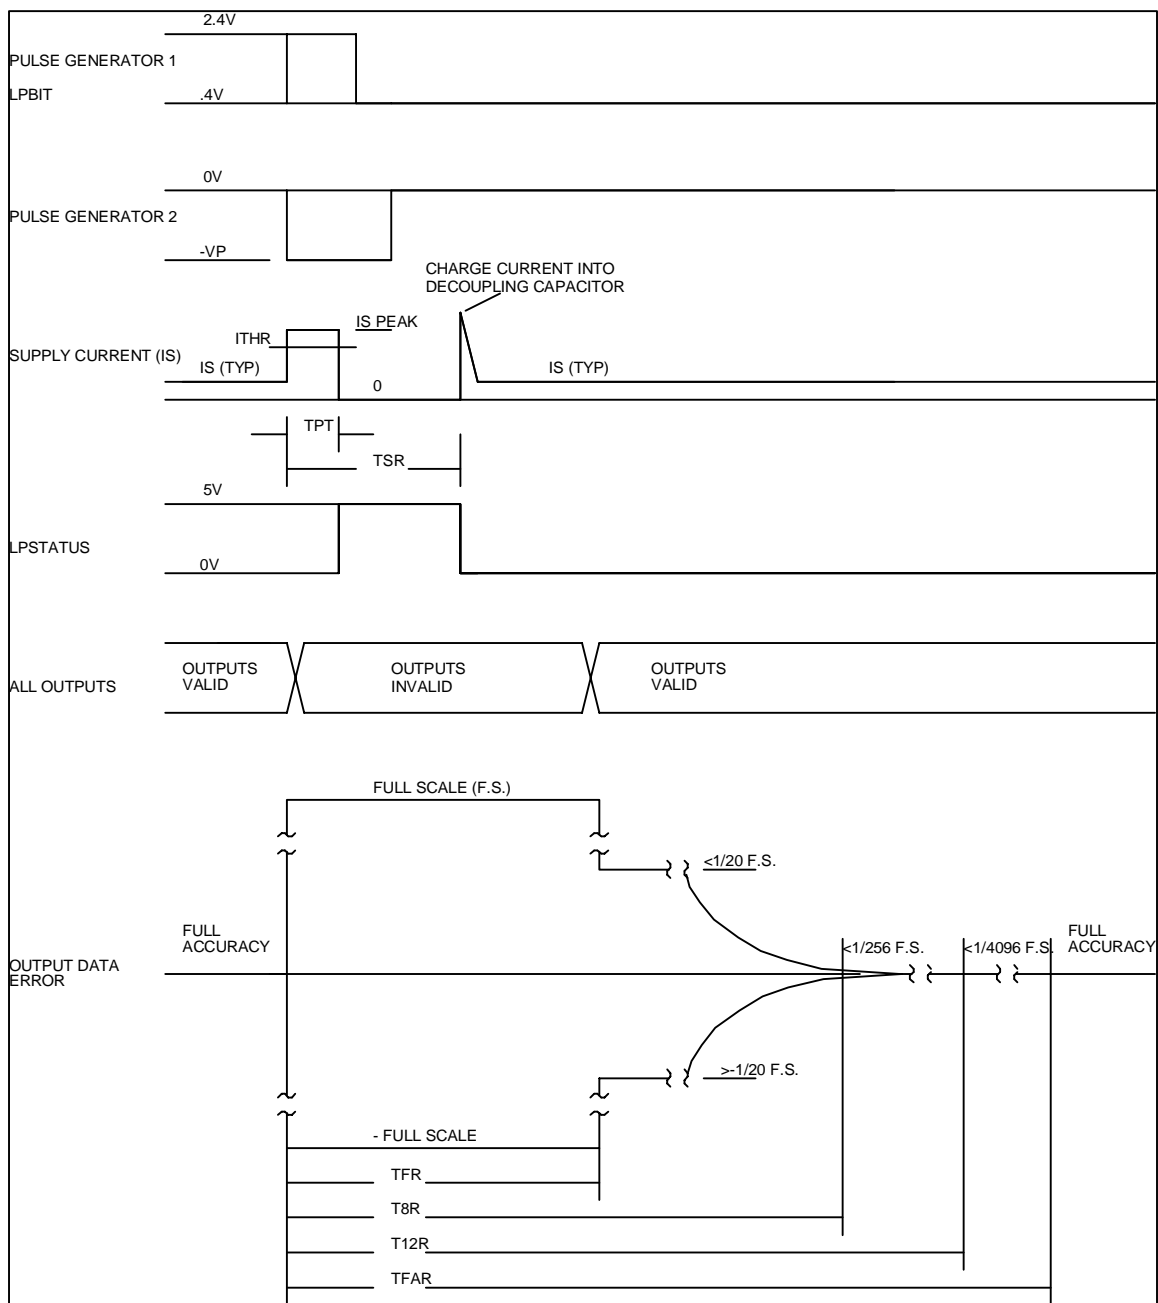 2.4V
PULSE GENERATOR 1
LPBIT
.4V
0V
PULSE GENERATOR 2
-VP
CHARGE CURRENT INTO
DECOUPLING CAPACITOR
IS PEAK
ITHR
SUPPLY CURRENT (IS)
IS (TYP)
IS (TYP)
0
TPT
TSR
5V
LPSTATUS
0V
ALL OUTPUTS
OUTPUTS
VALID
OUTPUTS
INVALID
OUTPUTS
VALID
FULL SCALE (F.S.)
<1/20 F.S.
FULL
ACCURACY
<1/256 F.S.
<1/4096 F.S.
FULL
ACCURACY
OUTPUT DATA
ERROR
>-1/20 F.S.
- FULL SCALE
TFR
T8R
T12R
TFAR